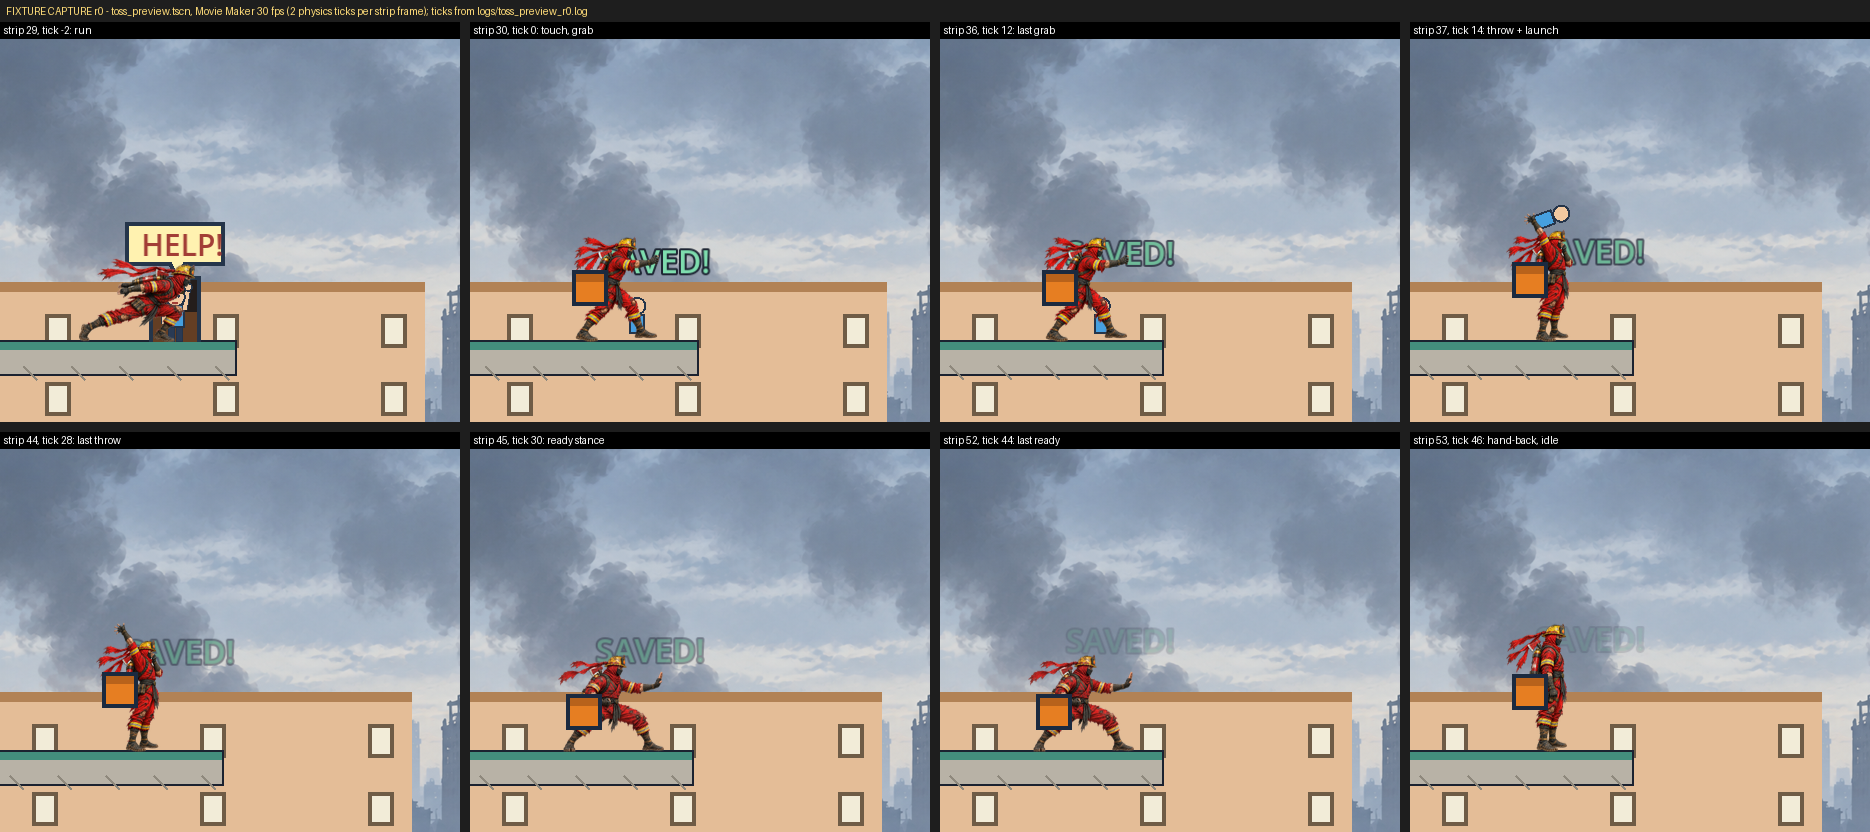 FIXTURE CAPTURE r0 - toss_preview.tscn, Movie Maker 30 fps (2 physics ticks per strip frame); ticks from logs/toss_preview_r0.log
strip 29, tick -2: run
strip 30, tick 0: touch, grab
strip 36, tick 12: last grab
strip 37, tick 14: throw + launch
HELP!
VED!
VED!
AVED!
strip 44, tick 28: last throw
strip 45, tick 30: ready stance
strip 52, tick 44: last ready
strip 53, tick 46: hand-back, idle
AVED!
SAVED!
SAVED!
AVED!